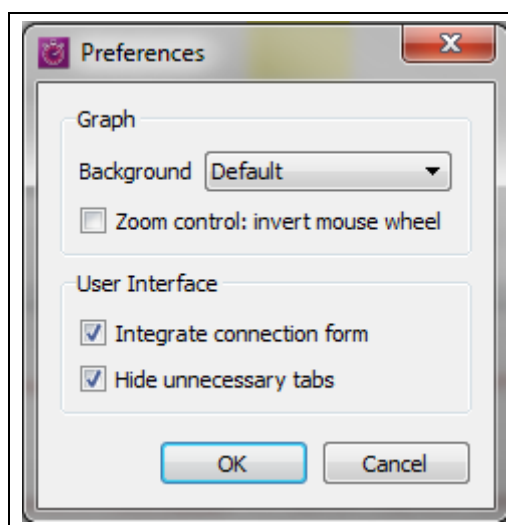 Preferences
Graph
Background Default
Zoom control: invert mouse wheel
User Interface
Integrate connection form
Hide unnecessary tabs
OK Cancel